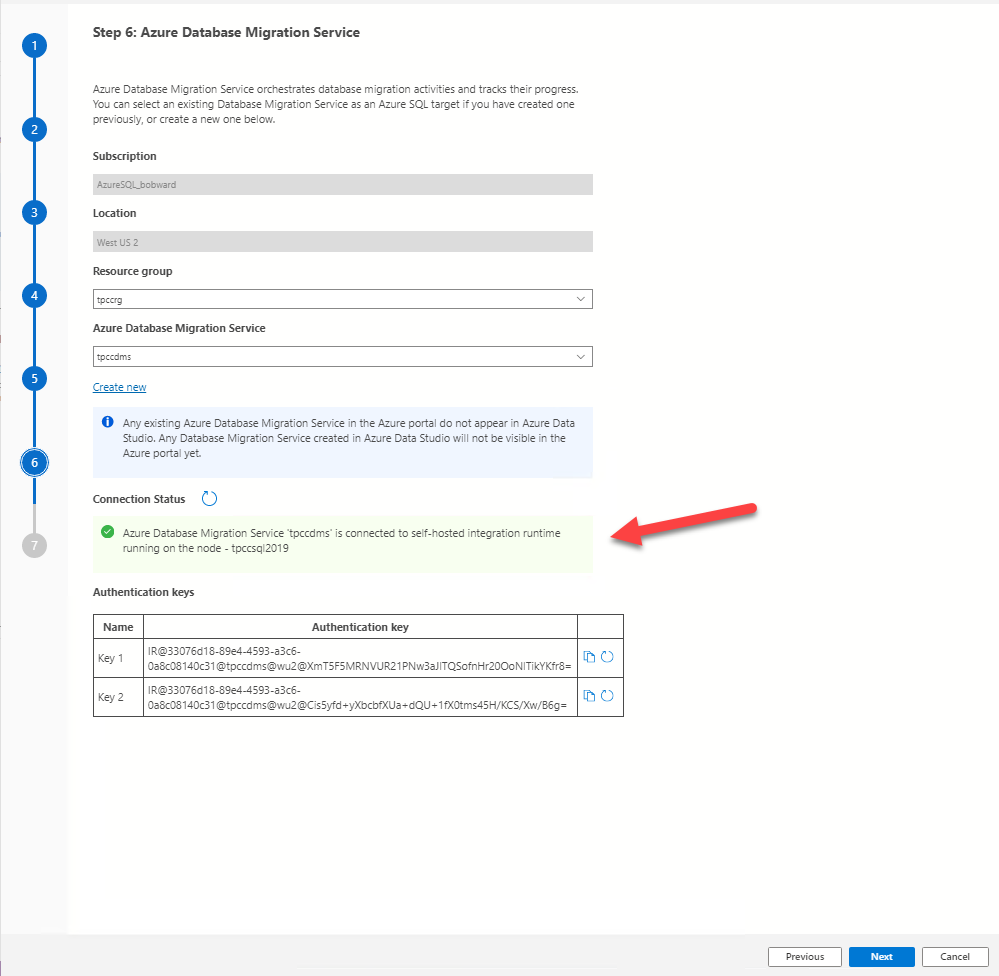 Step 6: Azure Database Migration Service
1
2
3
4
5
6
7
Azure Database Migration Service orchestrates database migration activities and tracks their progress.
You can select an existing Database Migration Service as an Azure SQL target if you have created one
previously, or create a new one below.
Subscription
AzureSQL_bobward
Location
West US 2
Resource group
tpccrg
Azure Database Migration Service
tpccdms
Create new
Any existing Azure Database Migration Service in the Azure portal do not appear in Azure Data
Studio. Any Database Migration Service created in Azure Data Studio will not be visible in the
Azure portal yet.
Connection Status
Azure Database Migration Service 'tpccdms' is connected to self-hosted integration runtime
running on the node - tpccsql2019
Authentication keys
Name Authentication key
Key 1
IR@33076d18-89e4-4593-a3c6-
0a8c08140c31@tpccdms@wu2@XmT5F5MRNVUR21PNw3aJITQSofnHr20OoNITikYKfr8=
Key 2
IR@33076d18-89e4-4593-a3c6-
0a8c08140c31@tpccdms@wu2@Cis5yfd+yXbcbfXUa+dQU+1fX0tms45H/KCS/Xw/B6g=
Previous Next Cancel